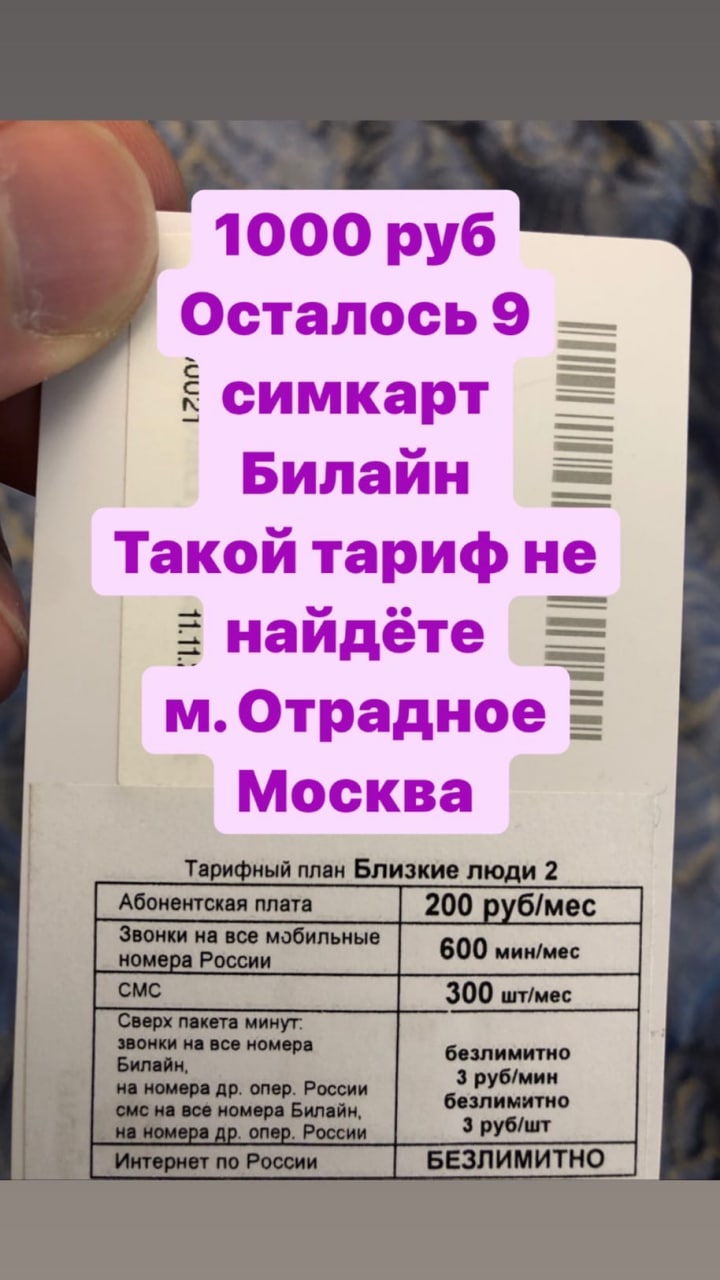 1000 руб
Осталось 9
симкарт
Билайн
Такой тариф не
найдёте
м. Отрадное
Москва
Тарифный план Близкие люди 2
Абонентская плата 200 руб/мес
Звонки на все мобильные
номера России 600 мин/мес
СМС 300 шт/мес
Сверх пакета минут:
звонки на все номера
Билайн, безлимитно
на номера др. опер. России 3 руб/мин
смс на все номера Билайн, безлимитно
на номера др. опер. России 3 руб/шт
Интернет по России БЕЗЛИМИТНО